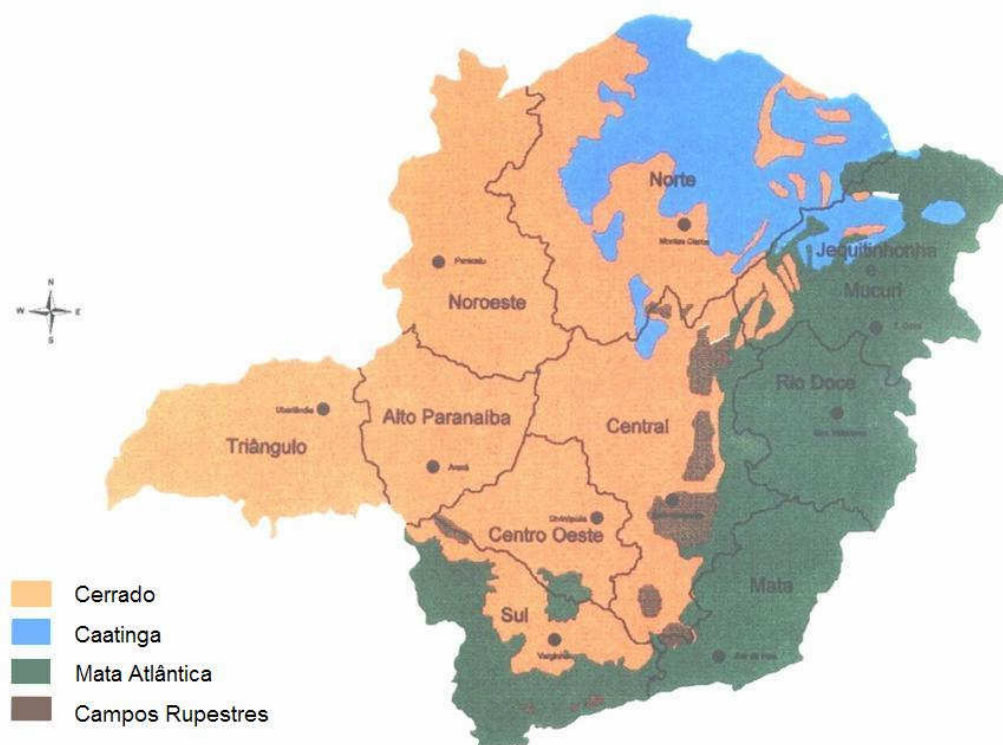 Norte
Montes Claros
Jequitinhonha
e
Mucuri
Noroeste
N
W E
S
T. Otoni
Rio Doce
Uberlândia
Alto Paranaíba
Central
Triângulo
Araxá
Divinópolis
Centro Oeste
Mata
Sul
Varginha
Cerrado
Caatinga
Mata Atlântica
Campos Rupestres